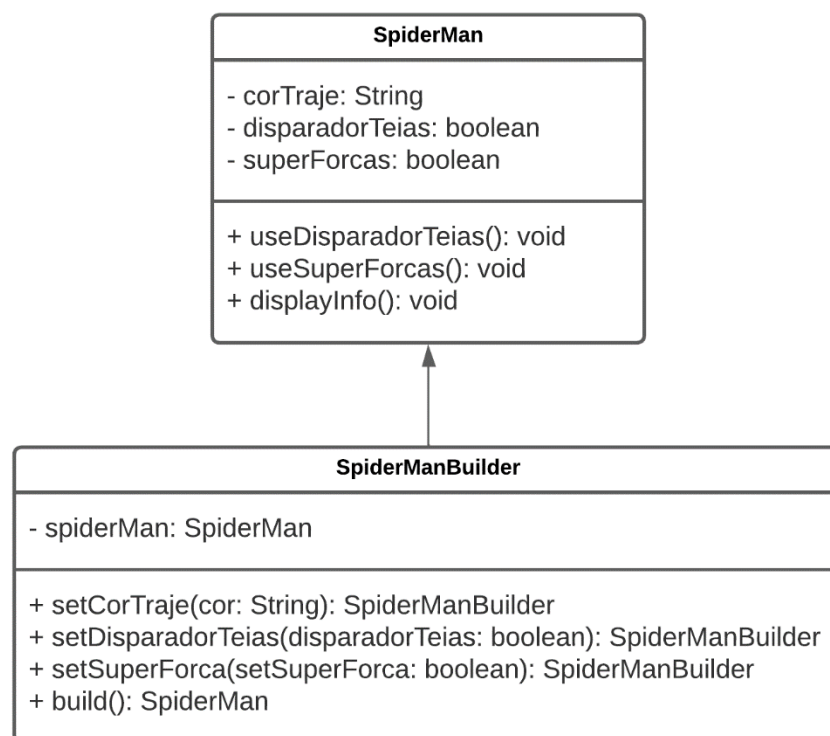 SpiderMan
- corTraje: String
- disparadorTeias: boolean
- superForcas: boolean
+ useDisparadorTeias(): void
+ useSuperForcas(): void
+ displayInfo(): void
SpiderManBuilder
- spiderMan: SpiderMan
+ setCorTraje(cor: String): SpiderManBuilder
+ setDisparadorTeias(disparadorTeias: boolean): SpiderManBuilder
+ setSuperForca(setSuperForca: boolean): SpiderManBuilder
+ build(): SpiderMan